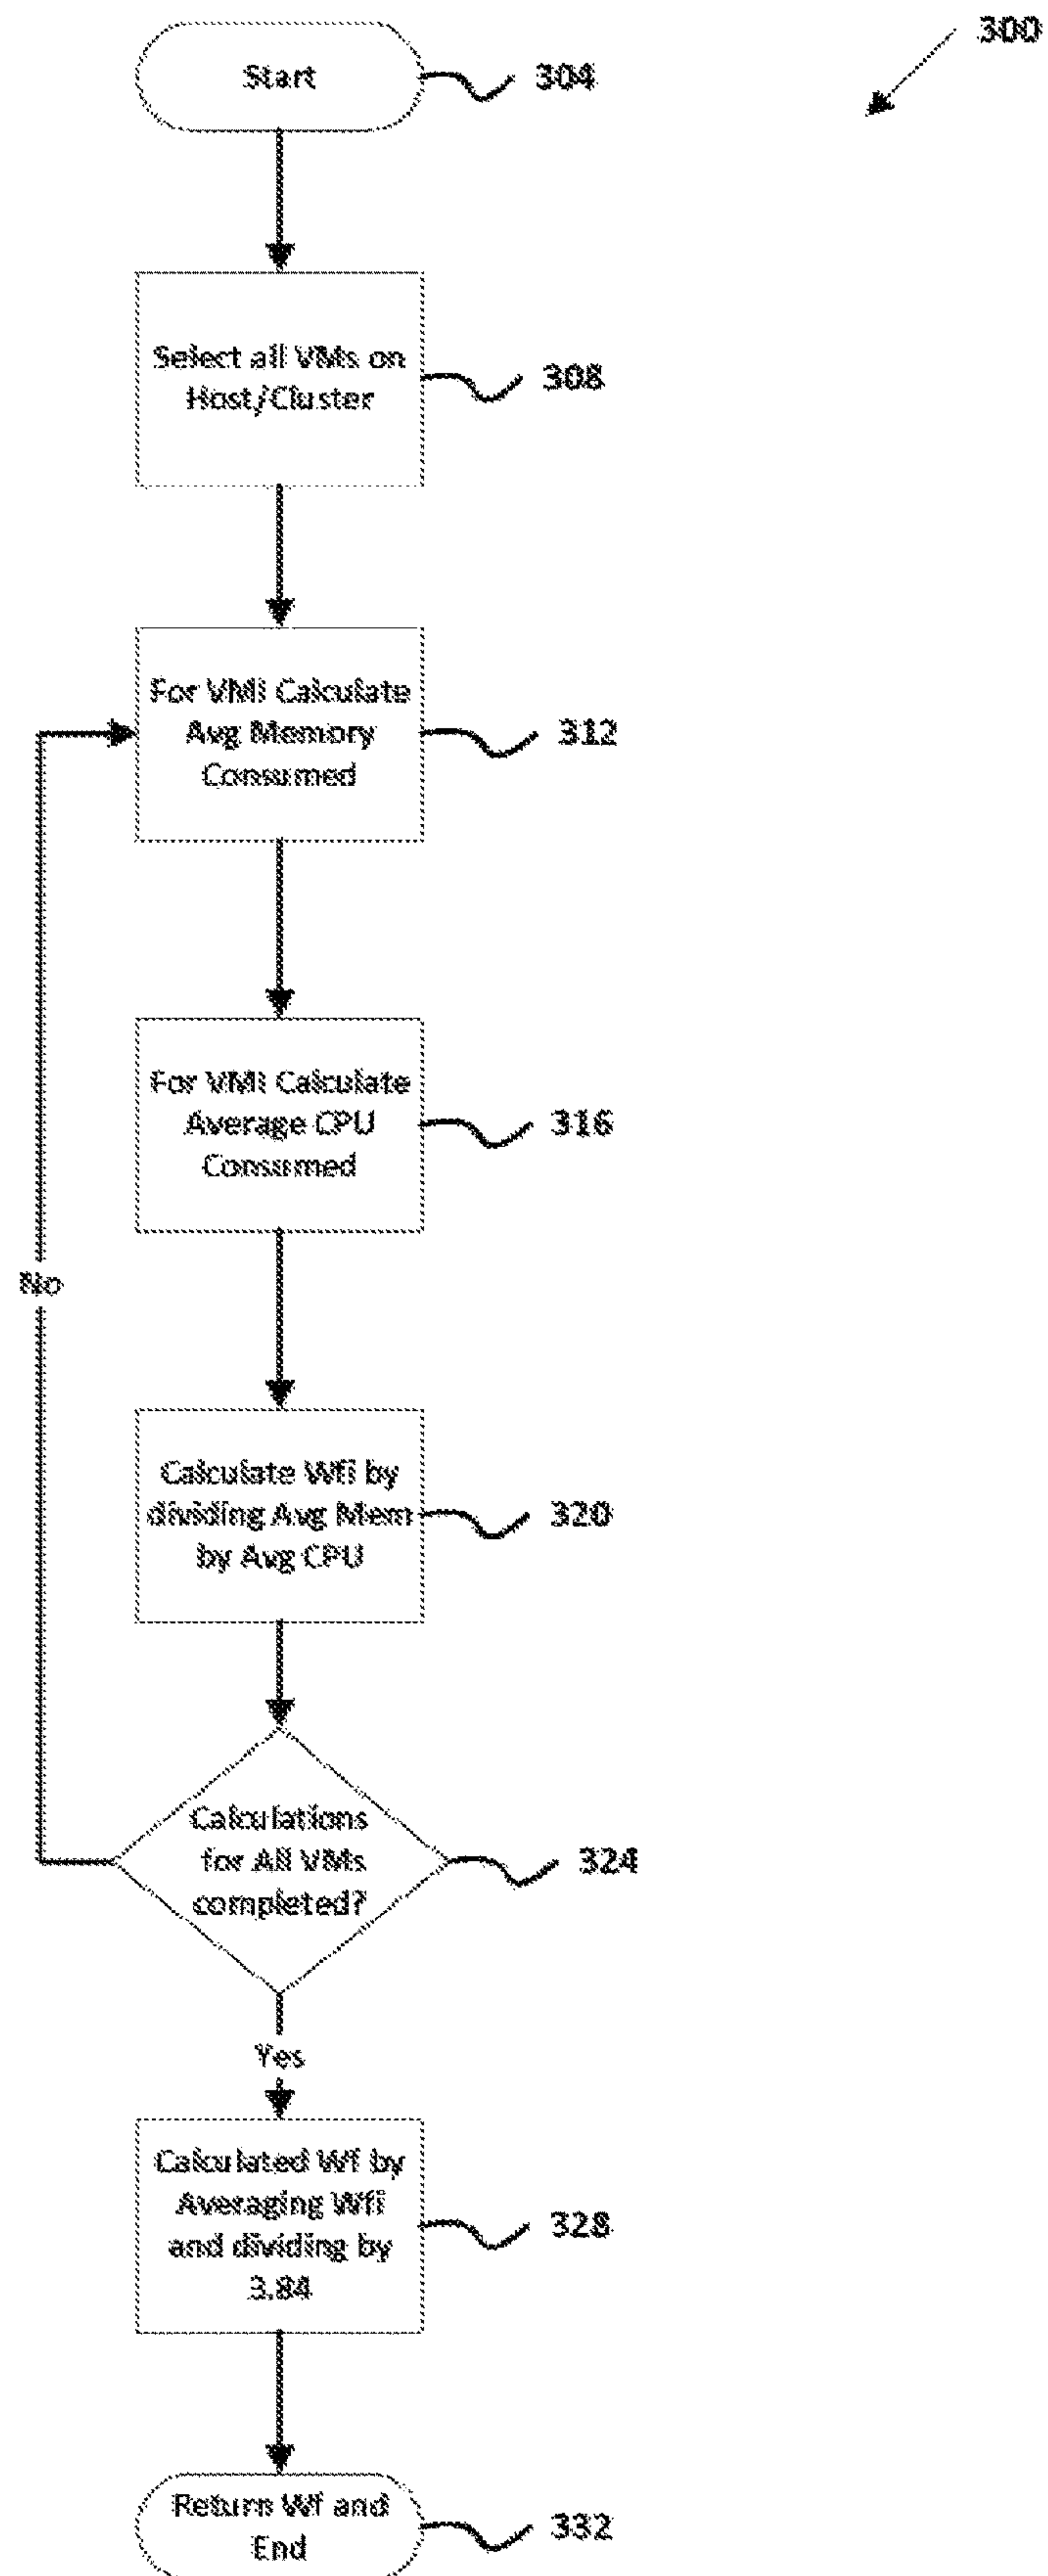 300
Start
304
Select all VMs on
Host/Cluster
308
For VMi Calculate
Avg Memory
Consumed
312
For VMi Calculate
Average CPU
Consumed
316
No
Calculate Wfi by
dividing Avg Mem
by Avg CPU
320
Calculations
for All VMs
completed?
324
Yes
Calculated Wf by
Averaging Wfi
and dividing by
3.84
328
Return Wf and
End
332